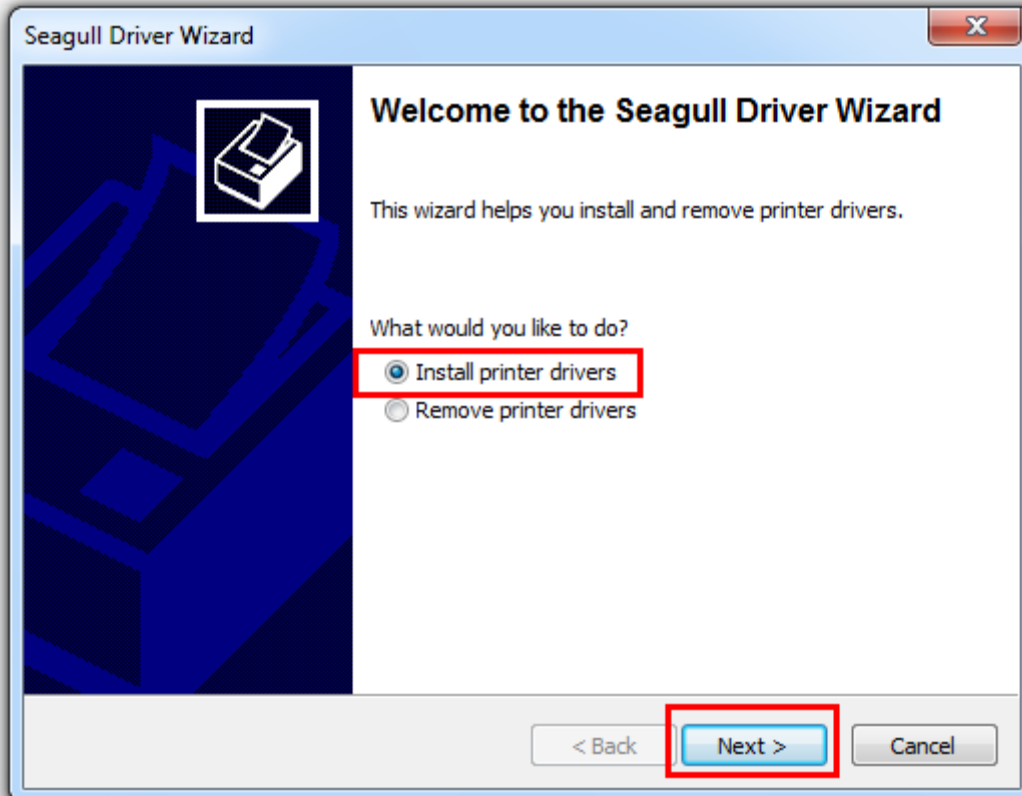 Seagull Driver Wizard
Welcome to the Seagull Driver Wizard
This wizard helps you install and remove printer drivers.
What would you like to do?
Install printer drivers
Remove printer drivers
< Back Next > Cancel